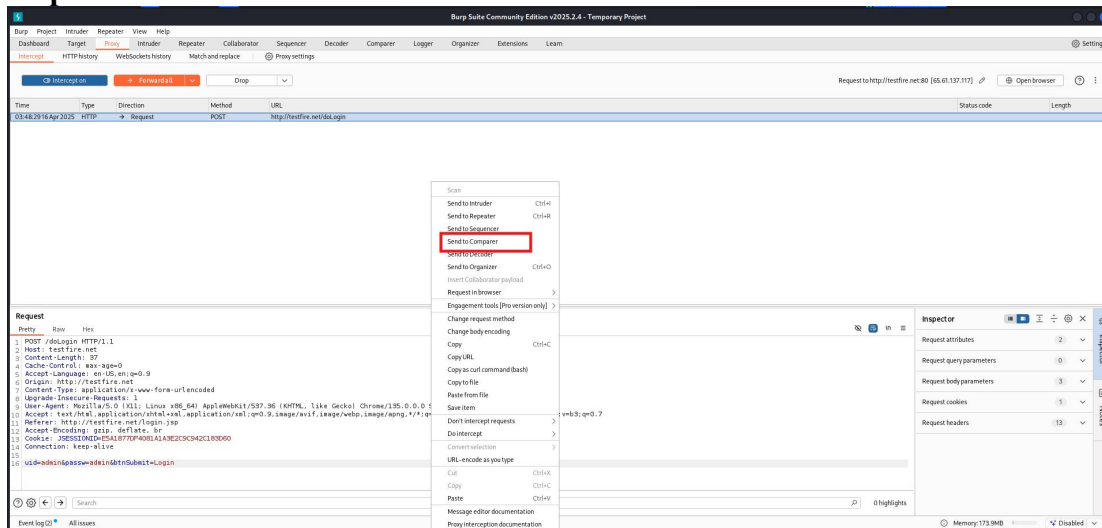 Burp Suite Community Edition v2025.2.4 - Temporary Project
Burp Project Intruder Repeater View Help
Dashboard Target Proxy Intruder Repeater Collaborator Sequencer Decoder Comparer Logger Organizer Extensions Learn
Intercept HTTP history WebSockets history Match and replace Proxy settings
Intercept on Forward all Drop Request to http://testfire.net:80 [65.61.137.117] Open browser
Time Type Direction Method URL Status code Length
03:48:29 16 Apr 2025 HTTP → Request POST http://testfire.net/doLogin
Scan
Send to Intruder Ctrl+I
Send to Repeater Ctrl+R
Send to Sequencer
Send to Comparer
Send to Decoder
Send to Organizer Ctrl+O
Insert Collaborator payload
Request in browser
Engagement tools [Pro version only]
Change request method
Change body encoding
Copy Ctrl+C
Copy URL
Copy as curl command (bash)
Copy to file
Paste from file
Save item
Don't intercept requests
Do intercept
Convert selection
URL-encode as you type
Cut Ctrl+X
Copy Ctrl+C
Paste Ctrl+V
Message editor documentation
Proxy interception documentation
Request
Pretty Raw Hex
1 POST /doLogin HTTP/1.1
2 Host: testfire.net
3 Content-Length: 37
4 Cache-Control: max-age=0
5 Accept-Language: en-US,en;q=0.9
6 Origin: http://testfire.net
7 Content-Type: application/x-www-form-urlencoded
8 Upgrade-Insecure-Requests: 1
9 User-Agent: Mozilla/5.0 (X11; Linux x86_64) AppleWebKit/537.36 (KHTML, like Gecko) Chrome/135.0.0.0
10 Accept: text/html,application/xhtml+xml,application/xml;q=0.9,image/avif,image/webp,image/apng,*/*;q= v=b3;q=0.7
11 Referer: http://testfire.net/login.jsp
12 Accept-Encoding: gzip, deflate, br
13 Cookie: JSESSIONID=
14 Connection: keep-alive
15
16 uid=admin&passw=admin&btnSubmit=Login
Inspector
Request attributes 2
Request query parameters 0
Request body parameters 3
Request cookies 1
Request headers 13
Search 0 highlights
Event log (2) All issues Memory: 173.9MB Disabled